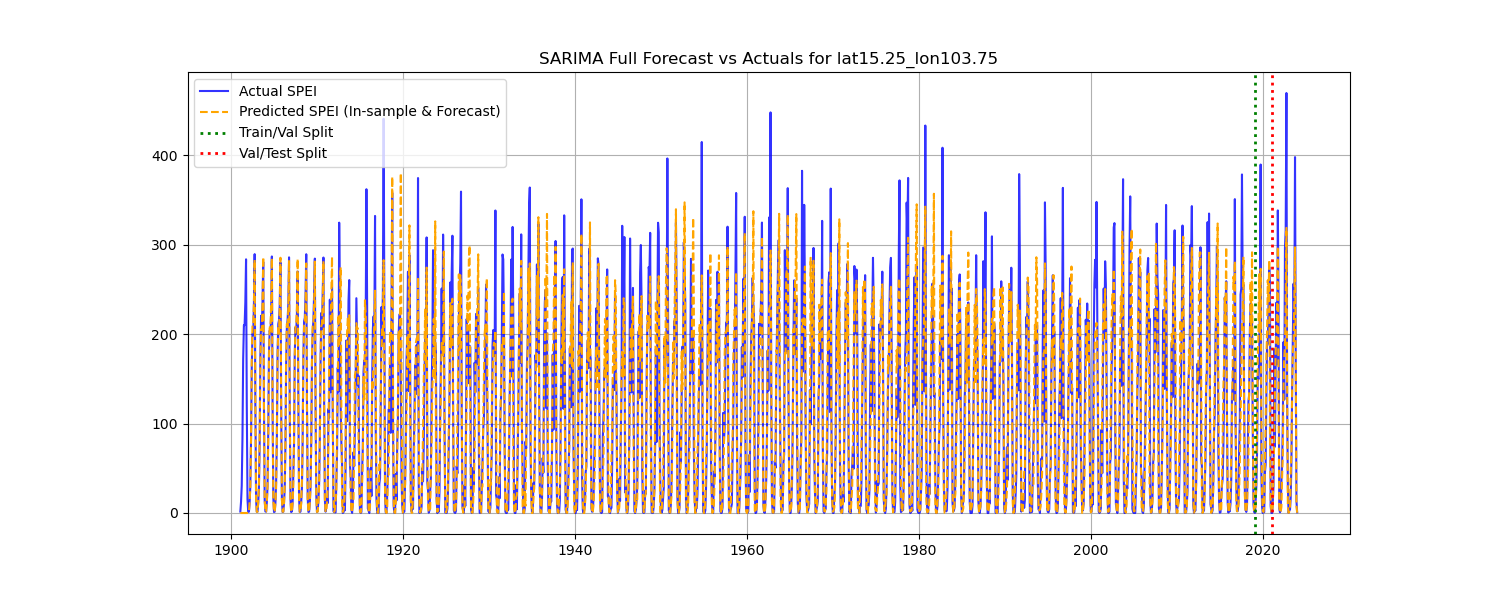 SARIMA Full Forecast vs Actuals for lat15.25_lon103.75
Actual SPEI
Predicted SPEI (In-sample & Forecast)
Train/Val Split
Val/Test Split
400
300
200
100
0
1900 1920 1940 1960 1980 2000 2020